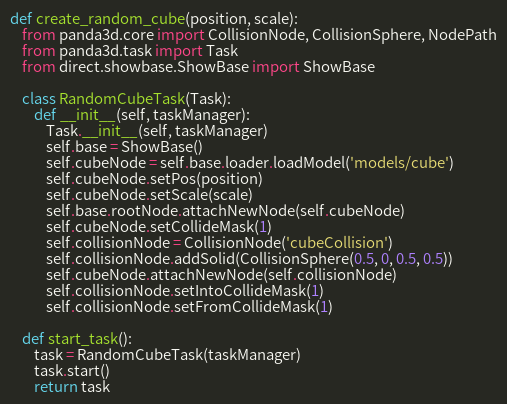 def create_random_cube(position, scale):
    from panda3d.core import CollisionNode, CollisionSphere, NodePath
    from panda3d.task import Task
    from direct.showbase.ShowBase import ShowBase

    class RandomCubeTask(Task):
        def __init__(self, taskManager):
            Task.__init__(self, taskManager)
            self.base = ShowBase()
            self.cubeNode = self.base.loader.loadModel('models/cube')
            self.cubeNode.setPos(position)
            self.cubeNode.setScale(scale)
            self.base.rootNode.attachNewNode(self.cubeNode)
            self.cubeNode.setCollideMask(1)
            self.collisionNode = CollisionNode('cubeCollision')
            self.collisionNode.addSolid(CollisionSphere(0.5, 0, 0.5, 0.5))
            self.cubeNode.attachNewNode(self.collisionNode)
            self.collisionNode.setIntoCollideMask(1)
            self.collisionNode.setFromCollideMask(1)

    def start_task():
        task = RandomCubeTask(taskManager)
        task.start()
        return task